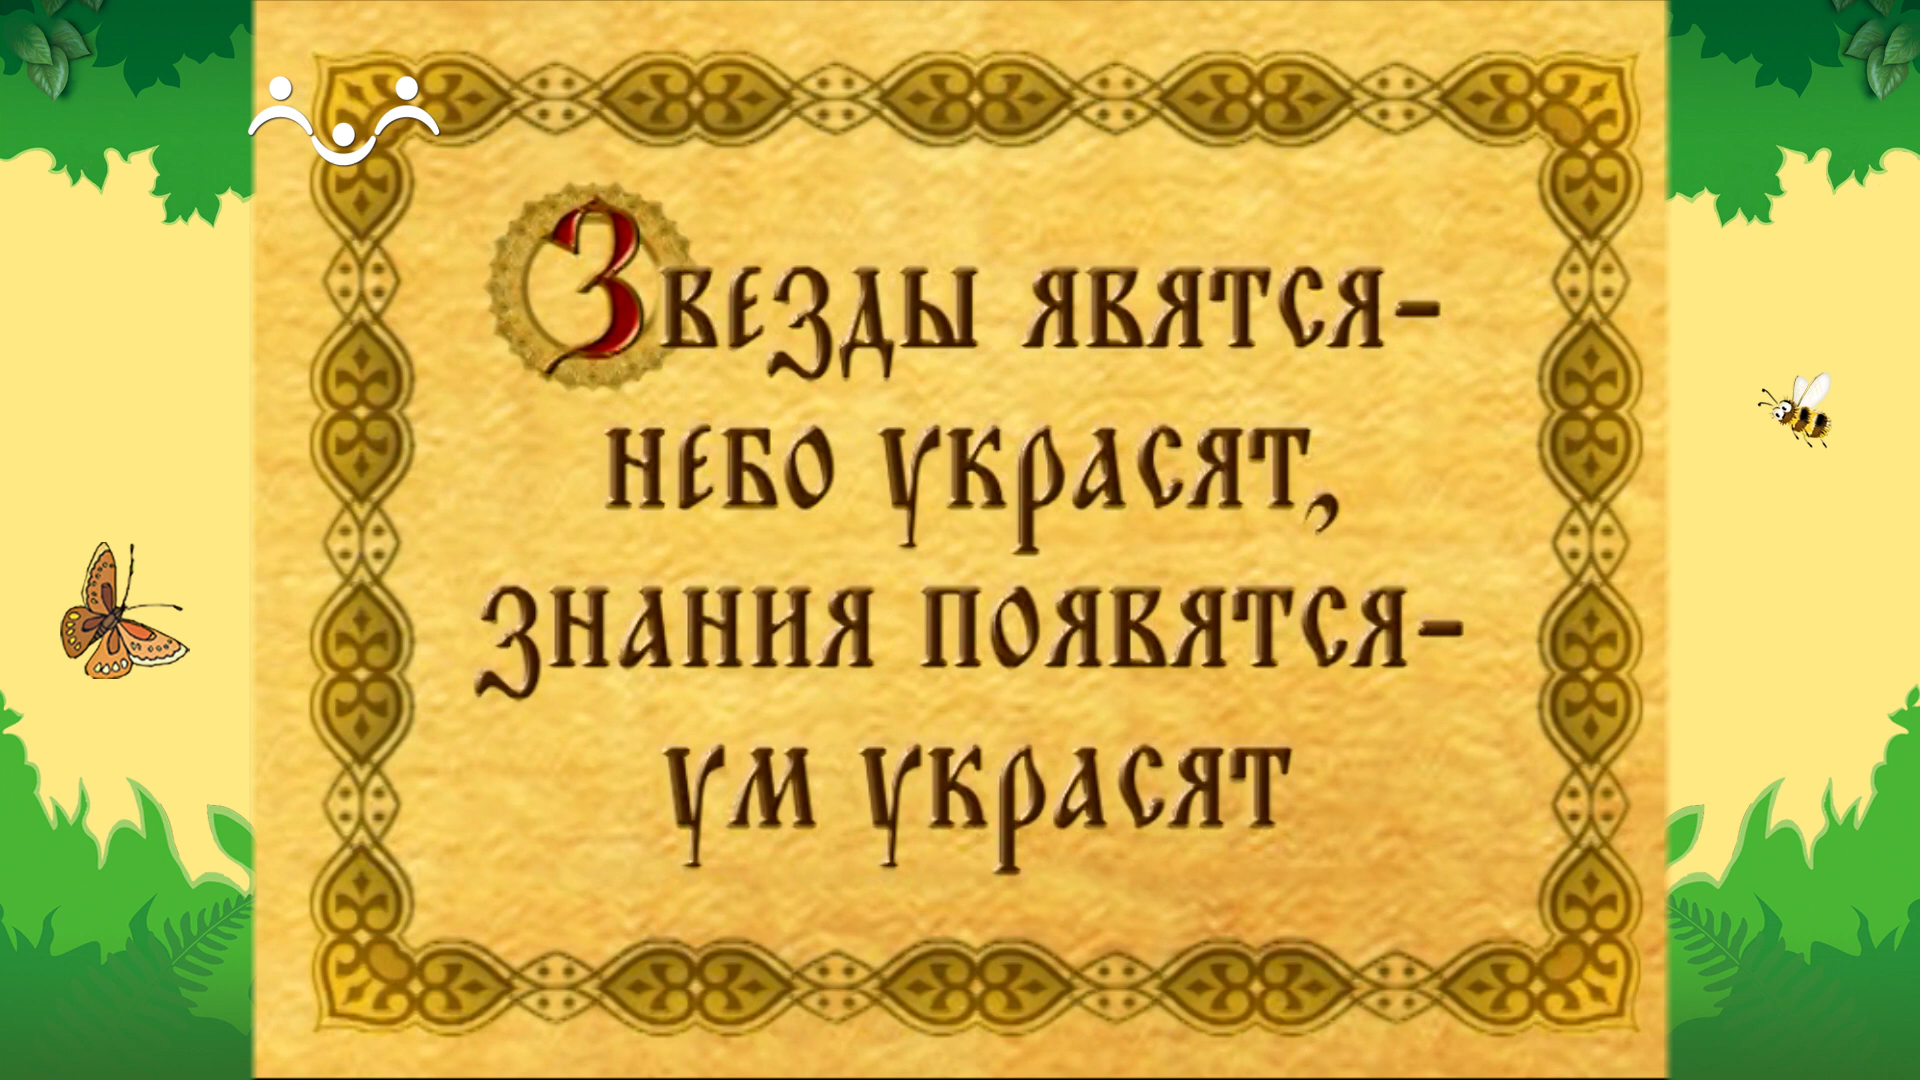 Звезды явятся-
небо украсят,
знания появятся-
ум украсят